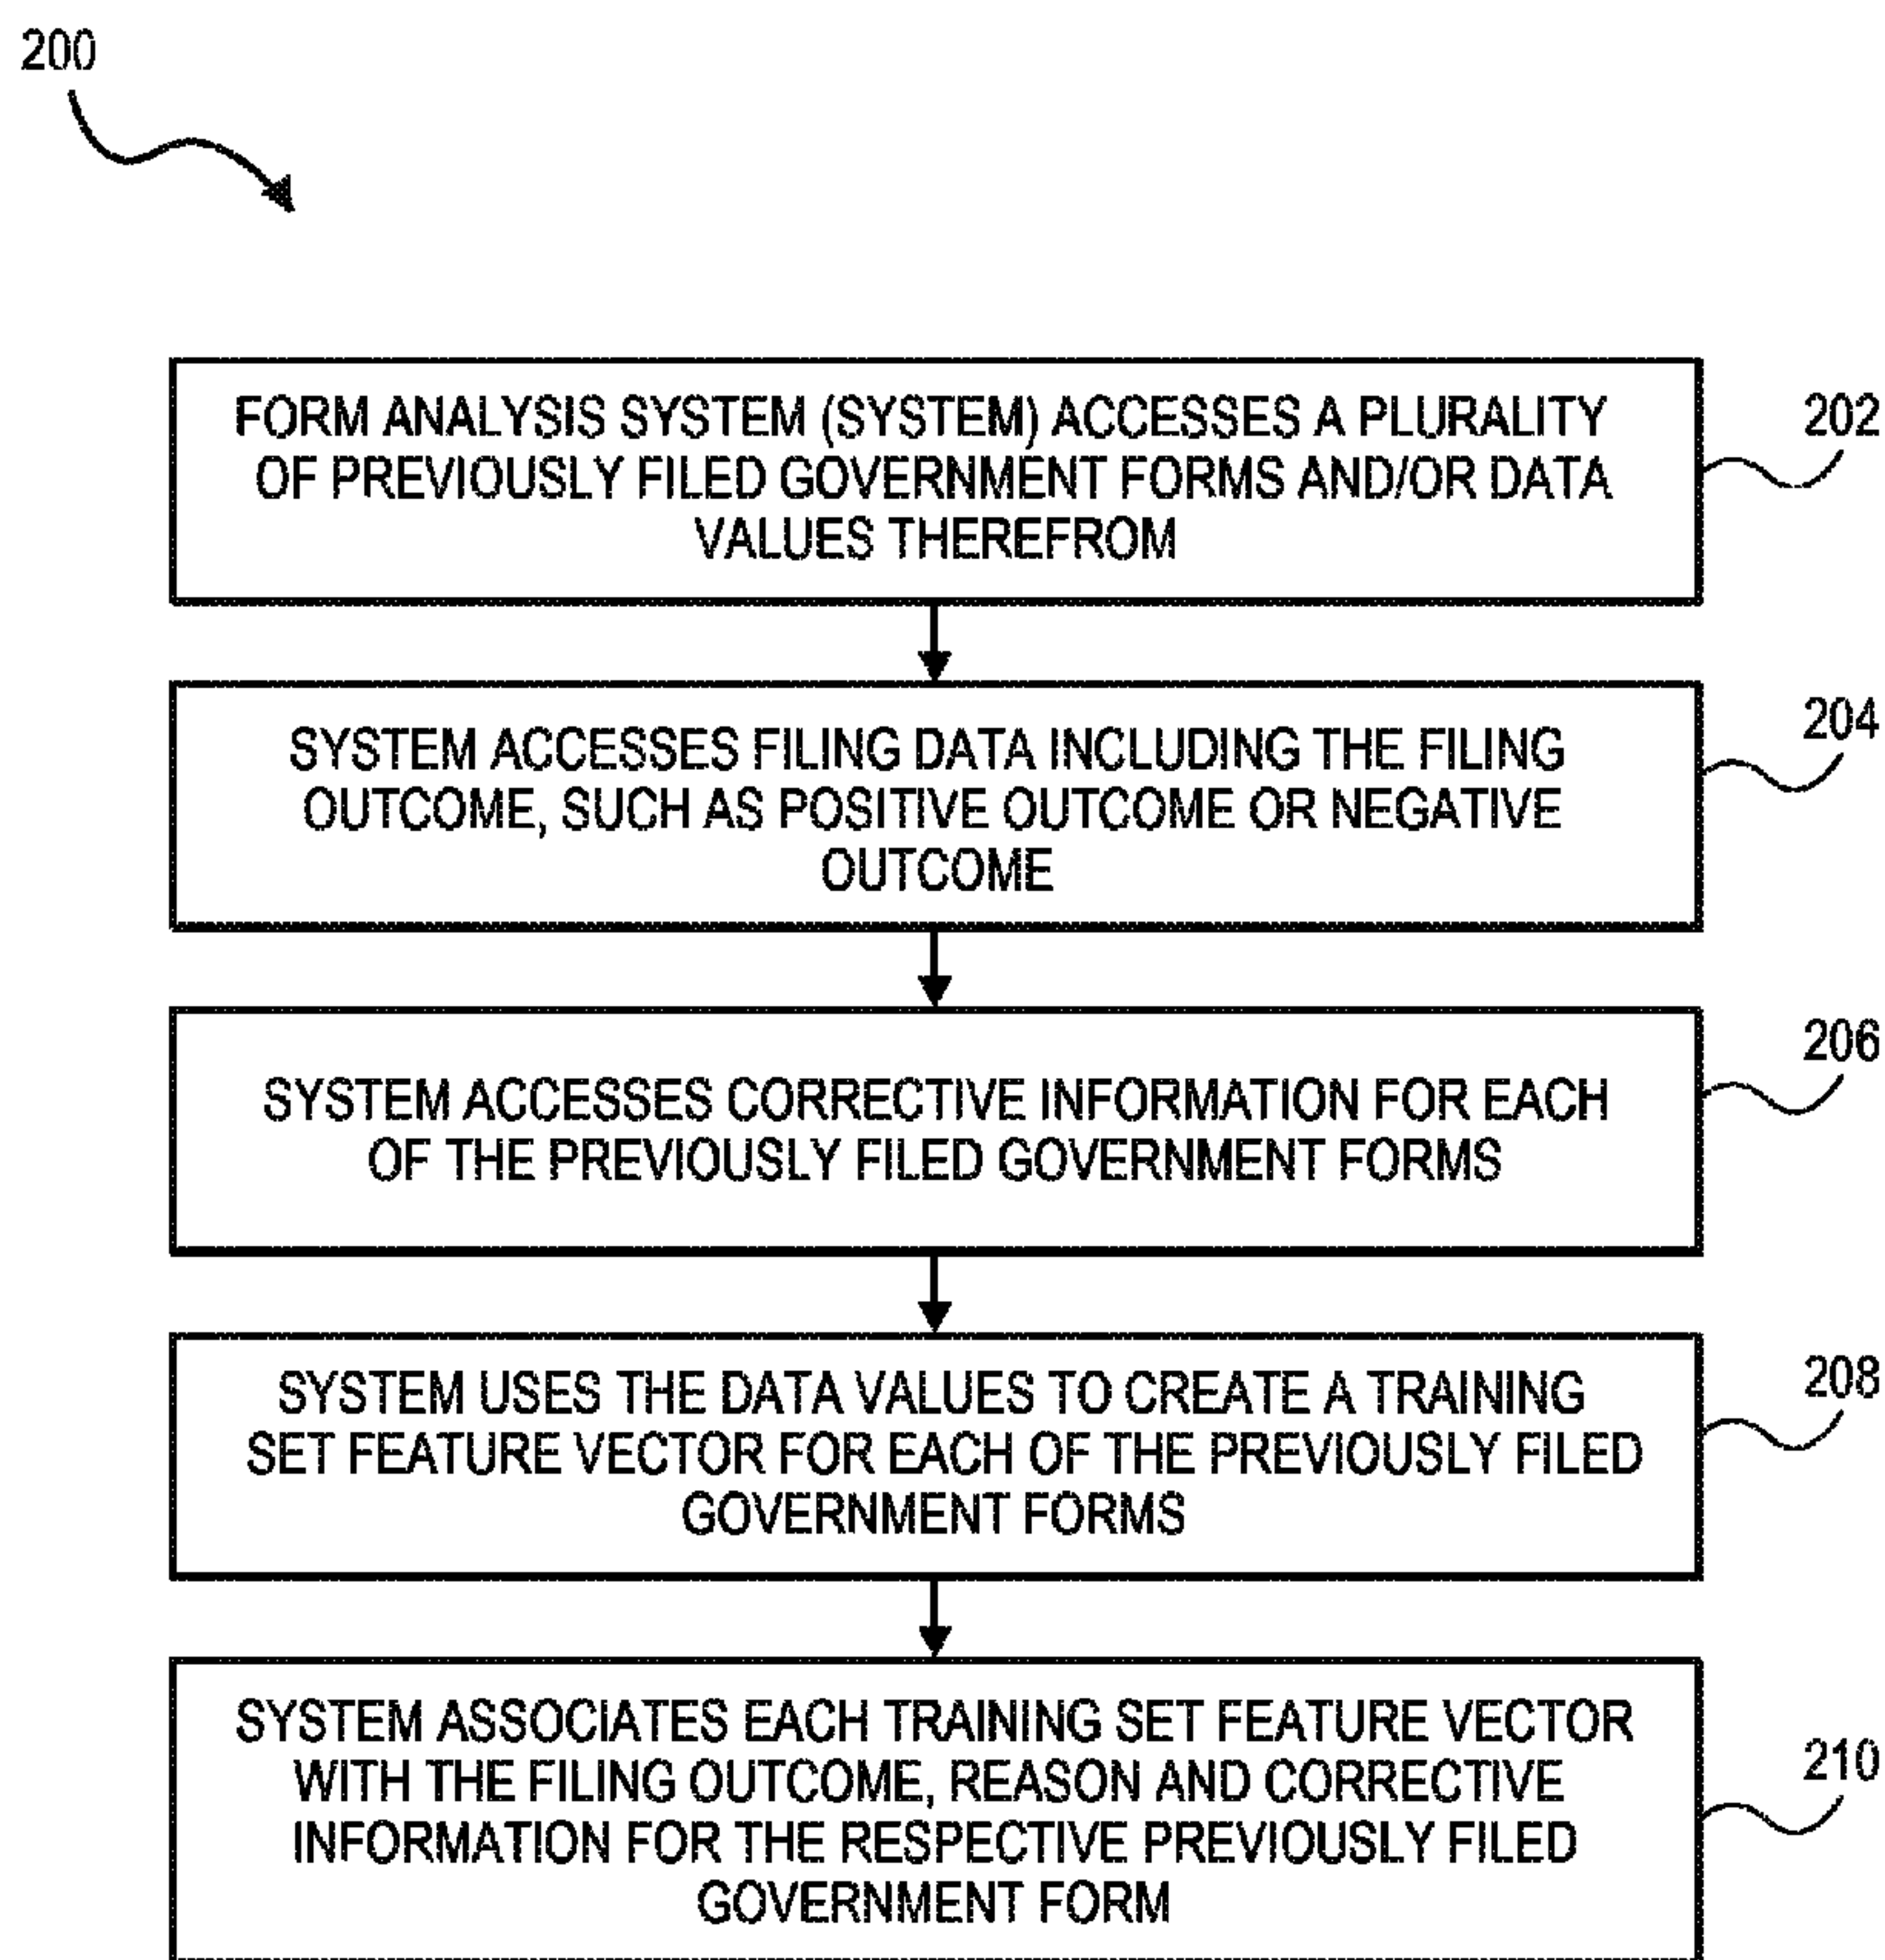 200
FORM ANALYSIS SYSTEM (SYSTEM) ACCESSES A PLURALITY
OF PREVIOUSLY FILED GOVERNMENT FORMS AND/OR DATA
VALUES THEREFROM
202
SYSTEM ACCESSES FILING DATA INCLUDING THE FILING
OUTCOME, SUCH AS POSITIVE OUTCOME OR NEGATIVE
OUTCOME
204
SYSTEM ACCESSES CORRECTIVE INFORMATION FOR EACH
OF THE PREVIOUSLY FILED GOVERNMENT FORMS
206
SYSTEM USES THE DATA VALUES TO CREATE A TRAINING
SET FEATURE VECTOR FOR EACH OF THE PREVIOUSLY FILED
GOVERNMENT FORMS
208
SYSTEM ASSOCIATES EACH TRAINING SET FEATURE VECTOR
WITH THE FILING OUTCOME, REASON AND CORRECTIVE
INFORMATION FOR THE RESPECTIVE PREVIOUSLY FILED
GOVERNMENT FORM
210